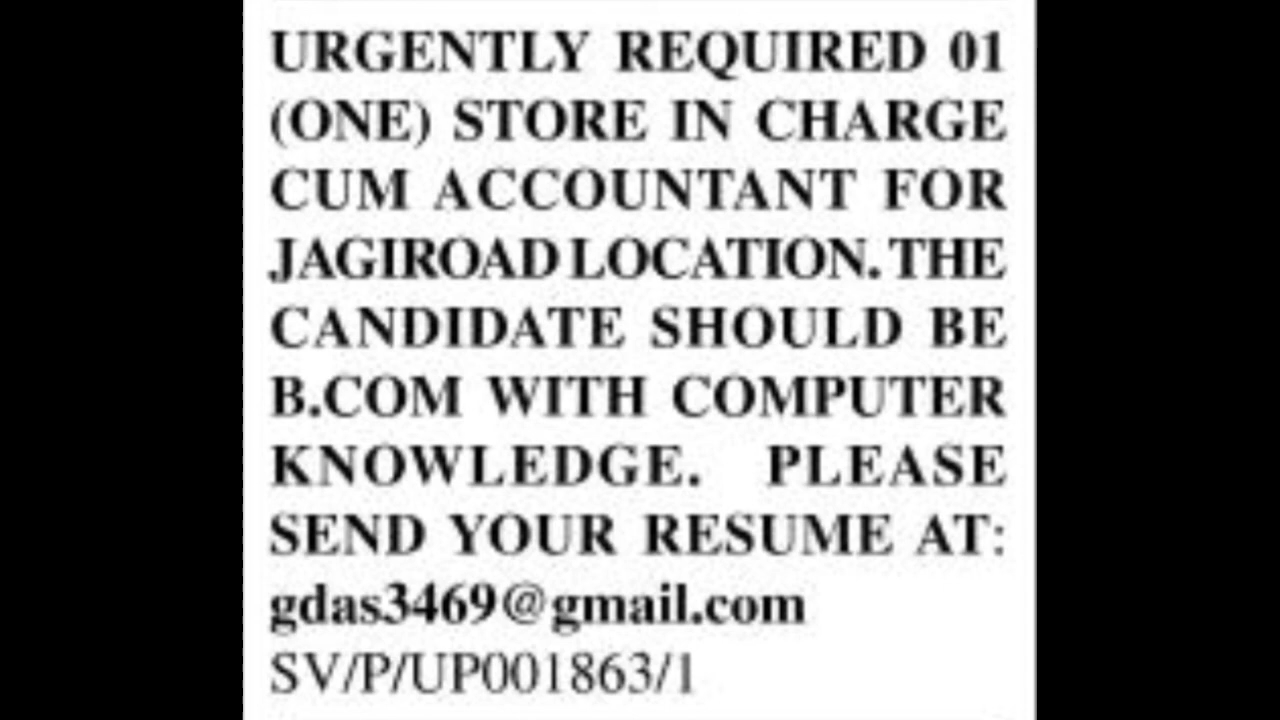 URGENTLY REQUIRED 01
(ONE) STORE IN CHARGE
CUM ACCOUNTANT FOR
JAGIROAD LOCATION. THE
CANDIDATE SHOULD BE
B.COM WITH COMPUTER
KNOWLEDGE. PLEASE
SEND YOUR RESUME AT:
gdas3469@gmail.com
SV/P/UP001863/1